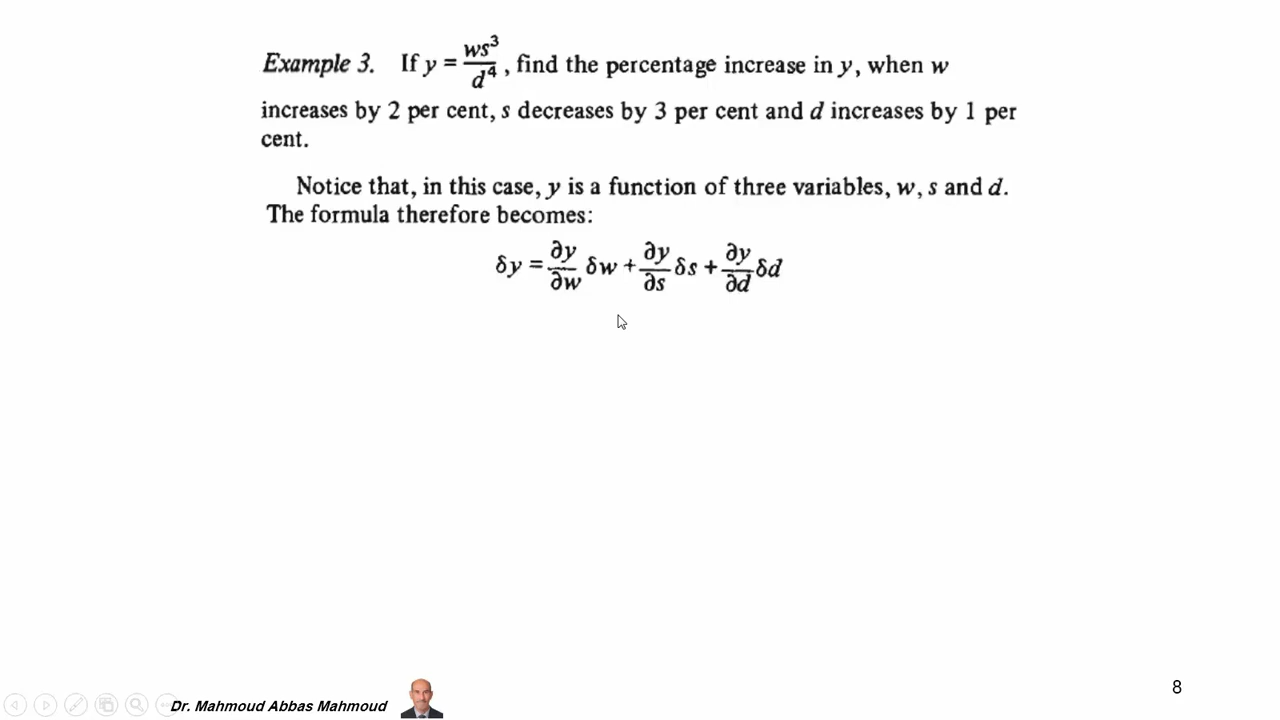 Example 3. If y = ws³/d⁴, find the percentage increase in y, when w
increases by 2 per cent, s decreases by 3 per cent and d increases by 1 per
cent.
Notice that, in this case, y is a function of three variables, w, s and d.
The formula therefore becomes:
δy = ∂y/∂w δw + ∂y/∂s δs + ∂y/∂d δd
Dr. Mahmoud Abbas Mahmoud
8